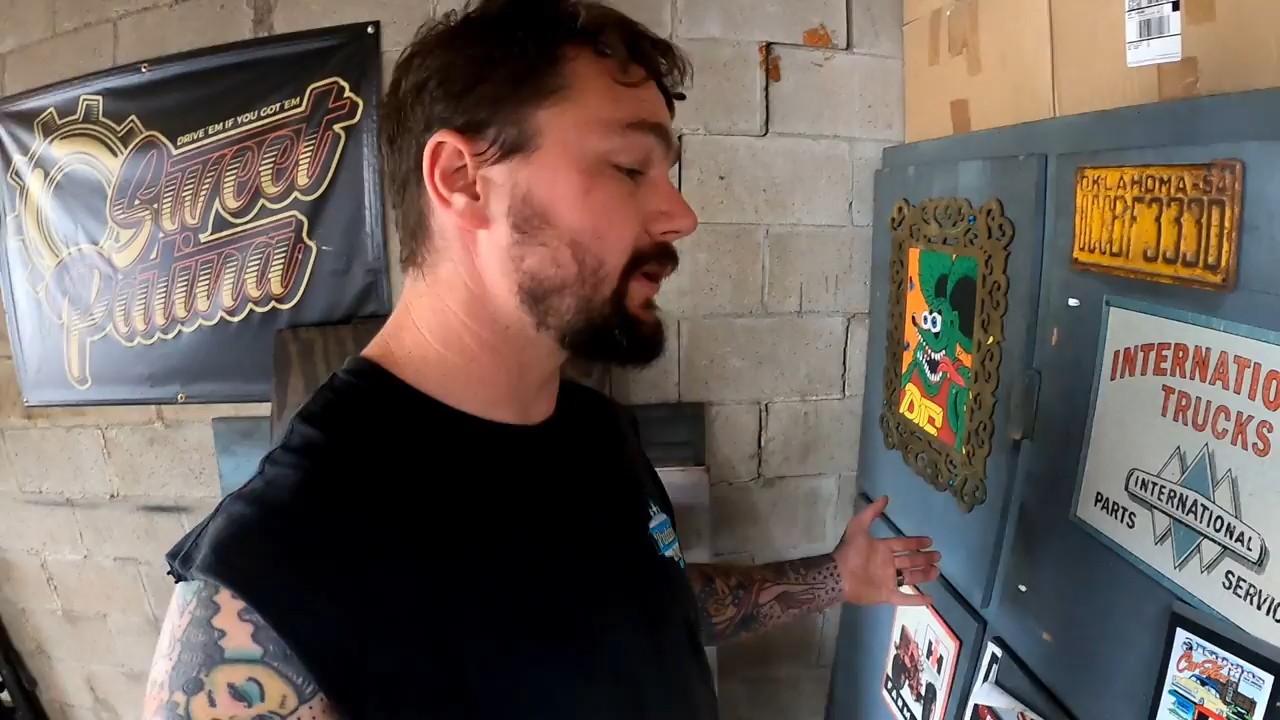 DRIVE 'EM IF YOU GOT 'EM
Sweet
Patina
OKLAHOMA-54
INTERNATIO
TRUCKS
INTERNATIONAL
PARTS
SERVIC